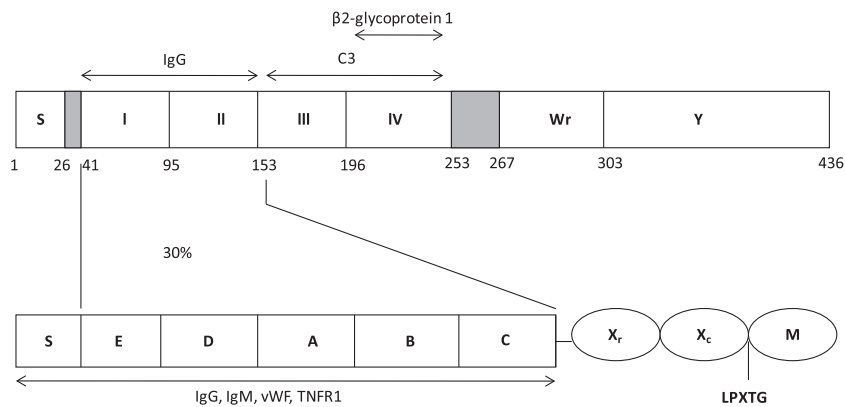 β2-glycoprotein 1
IgG C3
S I II III IV Wr Y
1 26 41 95 153 196 253 267 303 436
30%
S E D A B C Xr Xc M
IgG, IgM, vWF, TNFR1 LPXTG